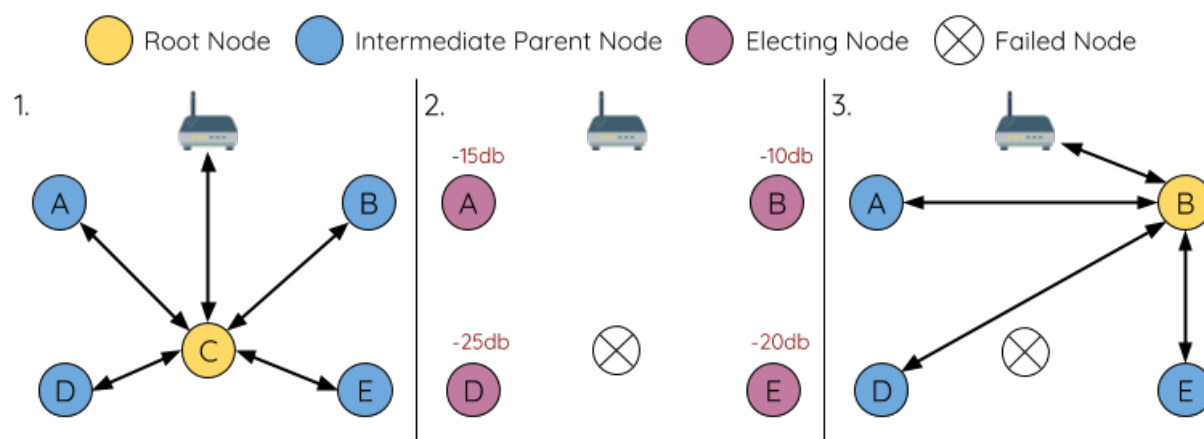 Root Node Intermediate Parent Node Electing Node Failed Node
1. 2. 3.
-15db -10db
A B A B A B
C
-25db -20db
D E D E D E